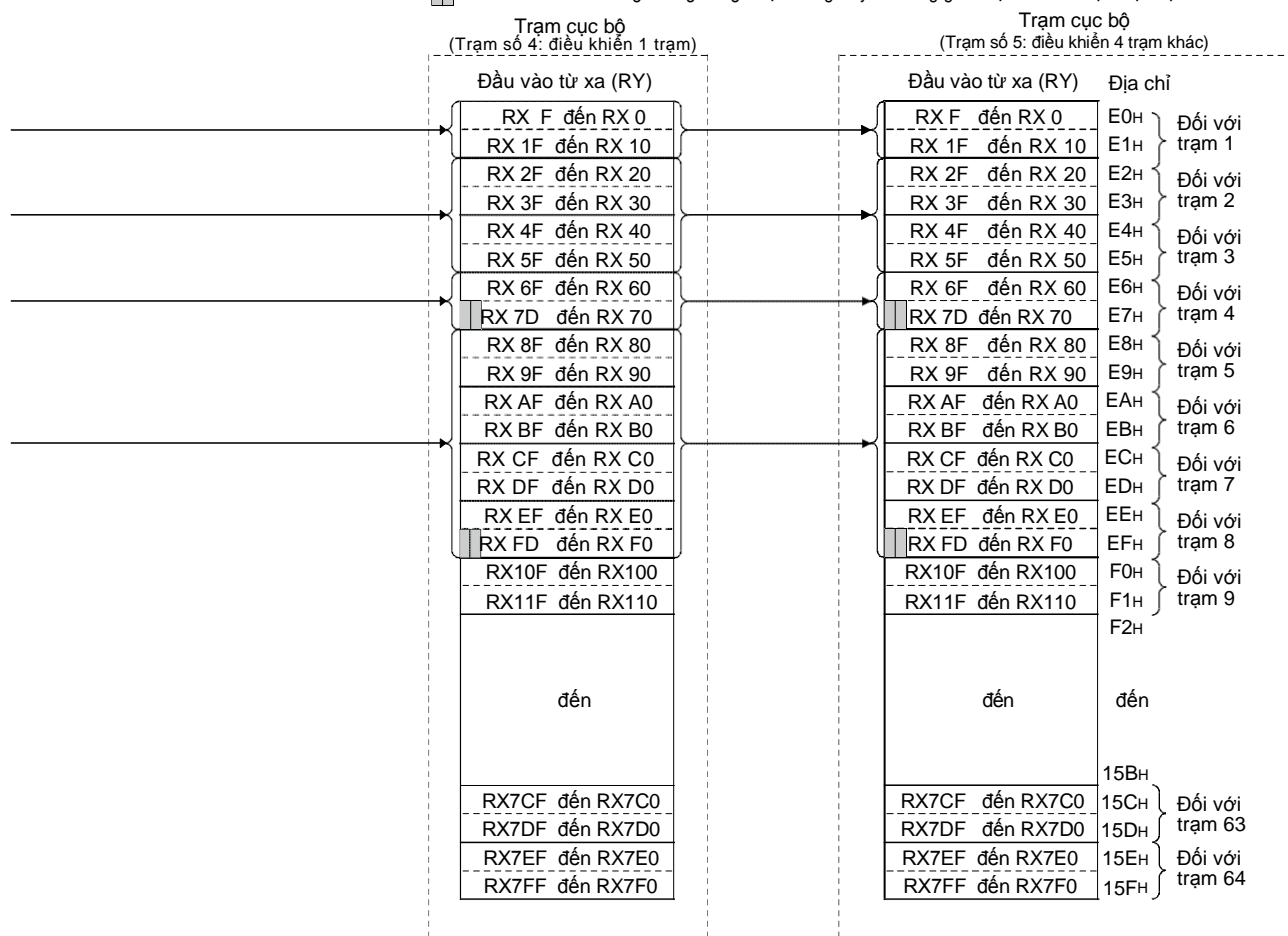 Trạm cục bộ
(Trạm số 4: điều khiển 1 trạm)
Đầu vào từ xa (RY)
RX F đến RX 0
RX 1F đến RX 10
RX 2F đến RX 20
RX 3F đến RX 30
RX 4F đến RX 40
RX 5F đến RX 50
RX 6F đến RX 60
RX 7D đến RX 70
RX 8F đến RX 80
RX 9F đến RX 90
RX AF đến RX A0
RX BF đến RX B0
RX CF đến RX C0
RX DF đến RX D0
RX EF đến RX E0
RX FD đến RX F0
RX10F đến RX100
RX11F đến RX110
đến
RX7CF đến RX7C0
RX7DF đến RX7D0
RX7EF đến RX7E0
RX7FF đến RX7F0
Trạm cục bộ
(Trạm số 5: điều khiển 4 trạm khác)
Đầu vào từ xa (RY) Địa chỉ
RX F đến RX 0 E0H
RX 1F đến RX 10 E1H
Đối với
trạm 1
RX 2F đến RX 20 E2H
RX 3F đến RX 30 E3H
Đối với
trạm 2
RX 4F đến RX 40 E4H
RX 5F đến RX 50 E5H
Đối với
trạm 3
RX 6F đến RX 60 E6H
RX 7D đến RX 70 E7H
Đối với
trạm 4
RX 8F đến RX 80 E8H
RX 9F đến RX 90 E9H
Đối với
trạm 5
RX AF đến RX A0 EAH
RX BF đến RX B0 EBH
Đối với
trạm 6
RX CF đến RX C0 ECH
RX DF đến RX D0 EDH
Đối với
trạm 7
RX EF đến RX E0 EEH
RX FD đến RX F0 EFH
Đối với
trạm 8
RX10F đến RX100 F0H
RX11F đến RX110 F1H
Đối với
trạm 9
F2H
đến đến
15BH
RX7CF đến RX7C0 15CH
RX7DF đến RX7D0 15DH
Đối với
trạm 63
RX7EF đến RX7E0 15EH
RX7FF đến RX7F0 15FH
Đối với
trạm 64